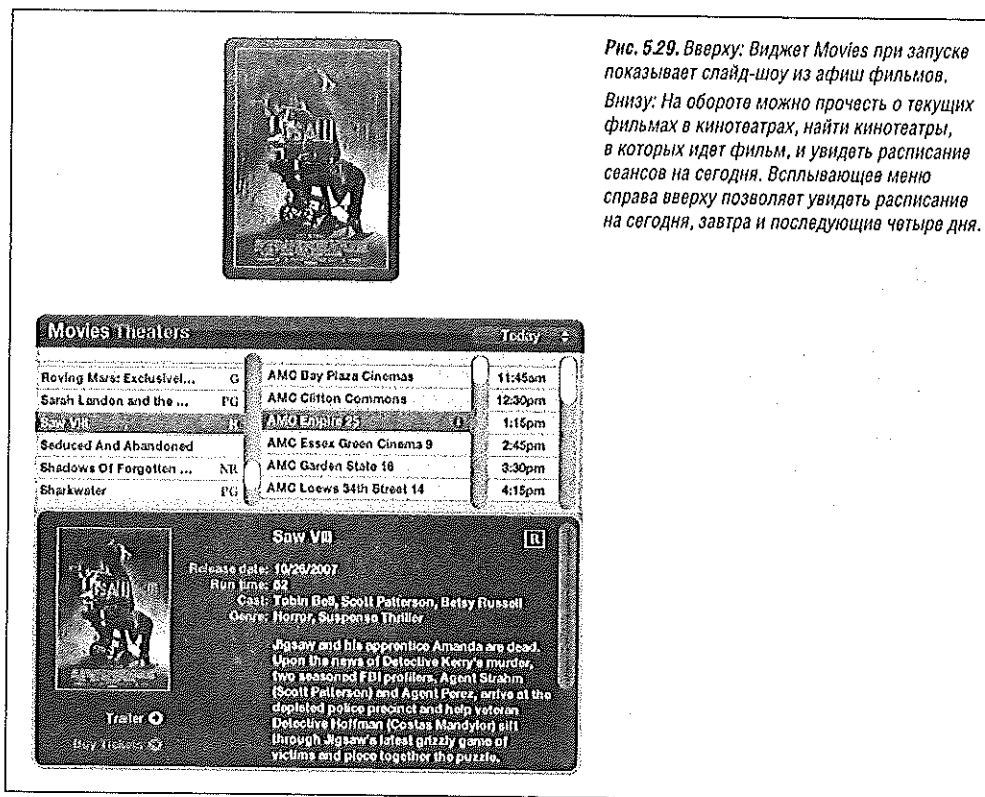 Рис. 5.29. Вверху: Виджет Movies при запуске
показывает слайд-шоу из афиш фильмов.
Внизу: На обороте можно прочесть о текущих
фильмах в кинотеатрах, найти кинотеатры,
в которых идет фильм, и увидеть расписание
сеансов на сегодня. Всплывающее меню
справа вверху позволяет увидеть расписание
на сегодня, завтра и последующие четыре дня.
SAW
Movies Theaters Today
Roving Mars: Exclusivel... G AMC Bay Plaza Cinemas 11:45am
Sarah Landon and the ... PG AMC Clifton Commons 12:30pm
Saw VIII R AMC Empire 25 1:15pm
Seduced And Abandoned AMC Essex Green Cinema 9 2:45pm
Shadows Of Forgotten ... NR AMC Garden State 16 3:30pm
Sharkwater PG AMC Loews 34th Street 14 4:15pm
SAW
Saw VIII R
Release date: 10/26/2007
Run time: 82
Cast: Tobin Bell, Scott Patterson, Betsy Russell
Genre: Horror, Suspense Thriller
Jigsaw and his apprentice Amanda are dead.
Upon the news of Detective Kerry's murder,
two seasoned FBI profilers, Agent Strahm
(Scott Patterson) and Agent Perez, arrive at the
depleted police precinct and help veteran
Detective Hoffman (Costas Mandylor) sift
through Jigsaw's latest grizzly game of
victims and piece together the puzzle.
Trailer
Buy Tickets